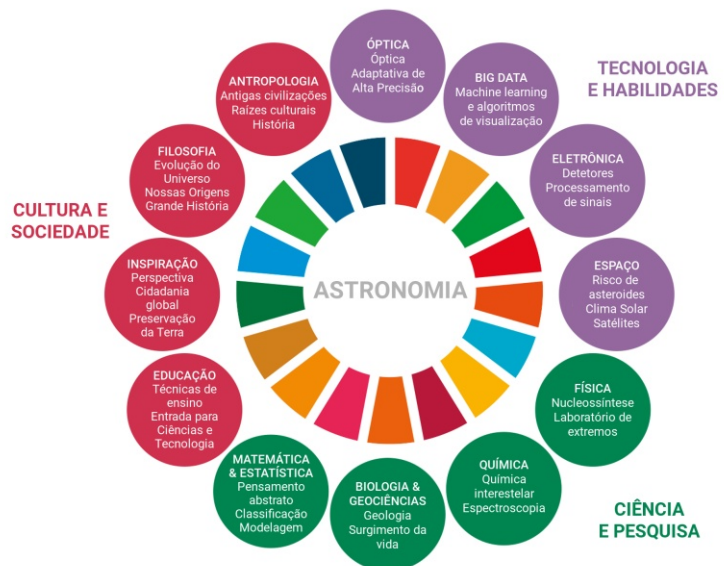 ÓPTICA
Óptica
Adaptativa de
Alta Precisão
BIG DATA
Machine learning
e algoritmos
de visualização
TECNOLOGIA
E HABILIDADES
ELETRÔNICA
Detetores
Processamento
de sinais
ESPAÇO
Risco de
asteroides
Clima Solar
Satélites
FÍSICA
Nucleossíntese
Laboratório de
extremos
QUÍMICA
Química
interestelar
Espectroscopia
CIÊNCIA
E PESQUISA
BIOLOGIA &
GEOCIÊNCIAS
Geologia
Surgimento da
vida
MATEMÁTICA
& ESTATÍSTICA
Pensamento
abstrato
Classificação
Modelagem
EDUCAÇÃO
Técnicas de
ensino
Entrada para
Ciências e
Tecnologia
INSPIRAÇÃO
Perspectiva
Cidadania
global
Preservação
da Terra
CULTURA E
SOCIEDADE
FILOSOFIA
Evolução do
Universo
Nossas Origens
Grande História
ANTROPOLOGIA
Antigas civilizações
Raízes culturais
História
ASTRONOMIA